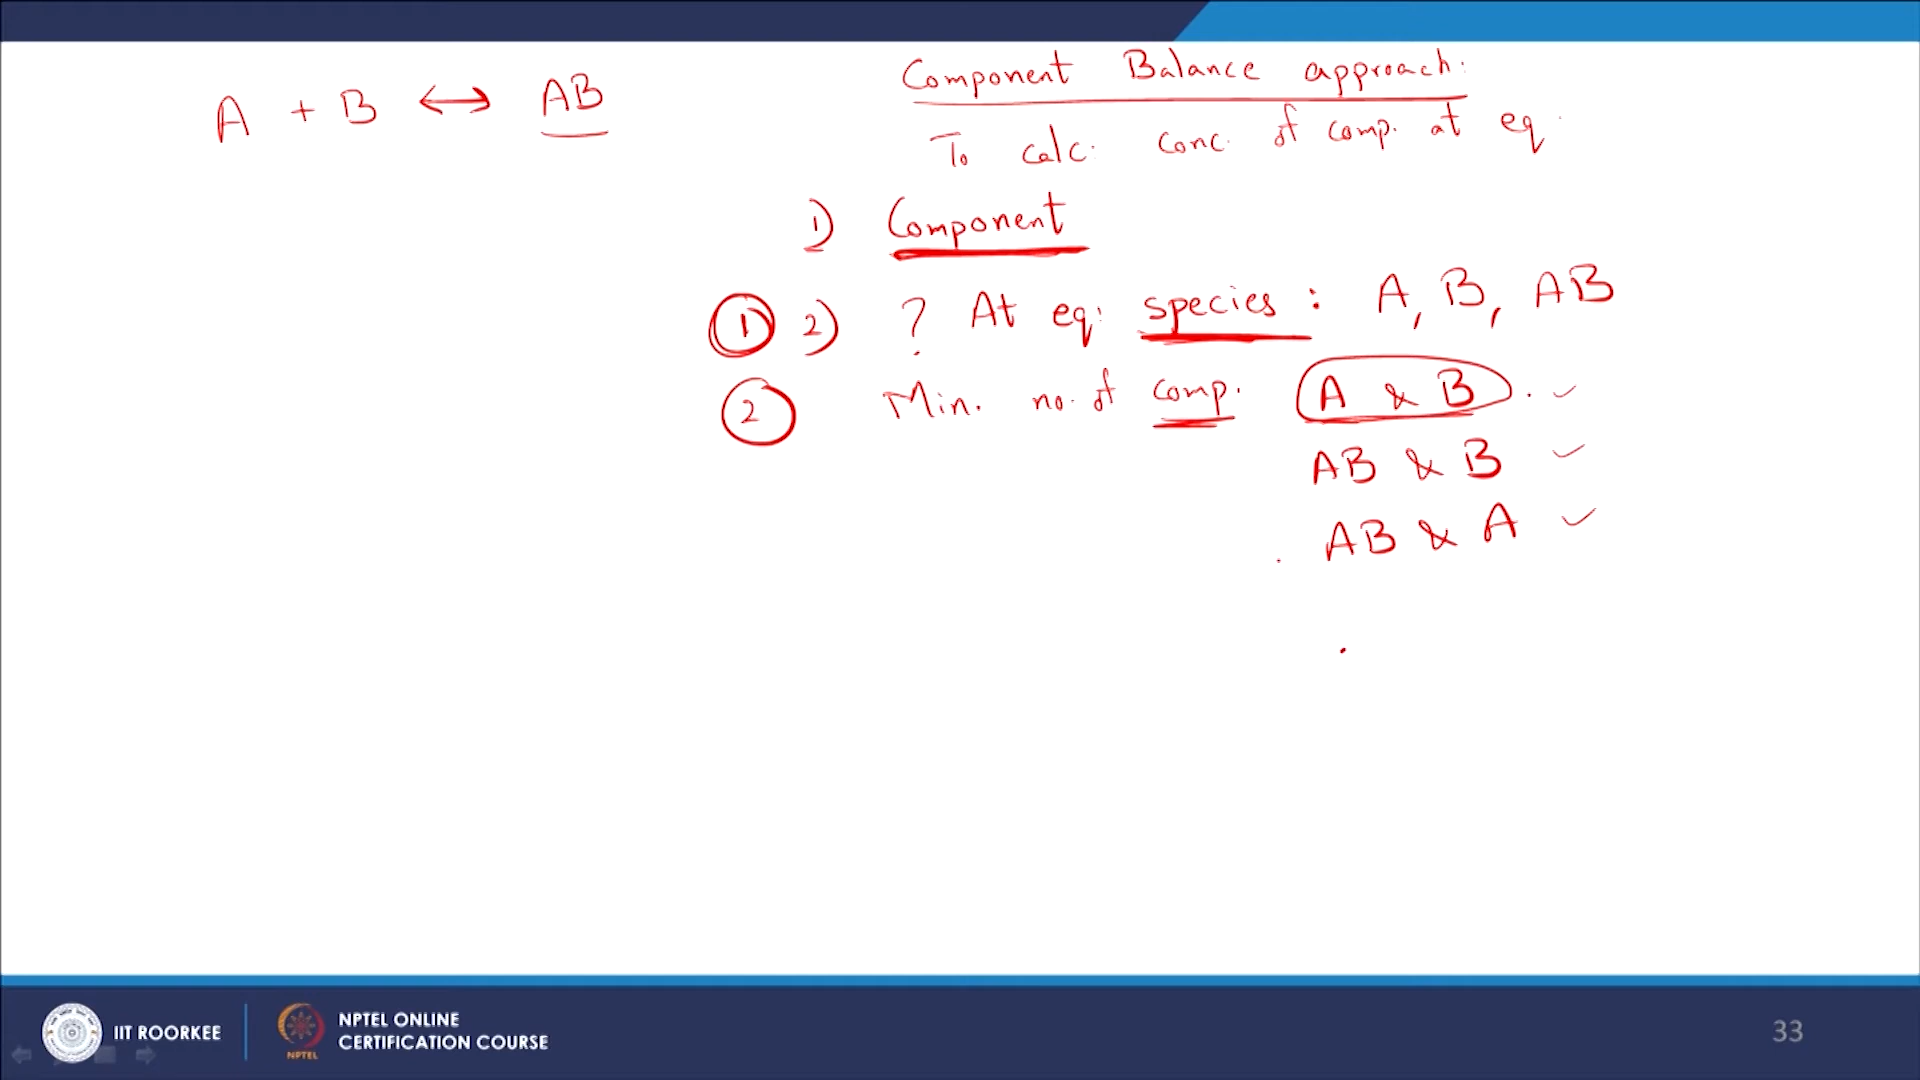 A + B ↔ AB
Component Balance approach:
To calc. conc. of comp. at eq.
1) Component
① 2) ? At eq. species : A, B, AB
② Min. no. of comp. A & B . ✓
AB & B ✓
AB & A ✓
IIT ROORKEE
NPTEL
NPTEL ONLINE
CERTIFICATION COURSE
33